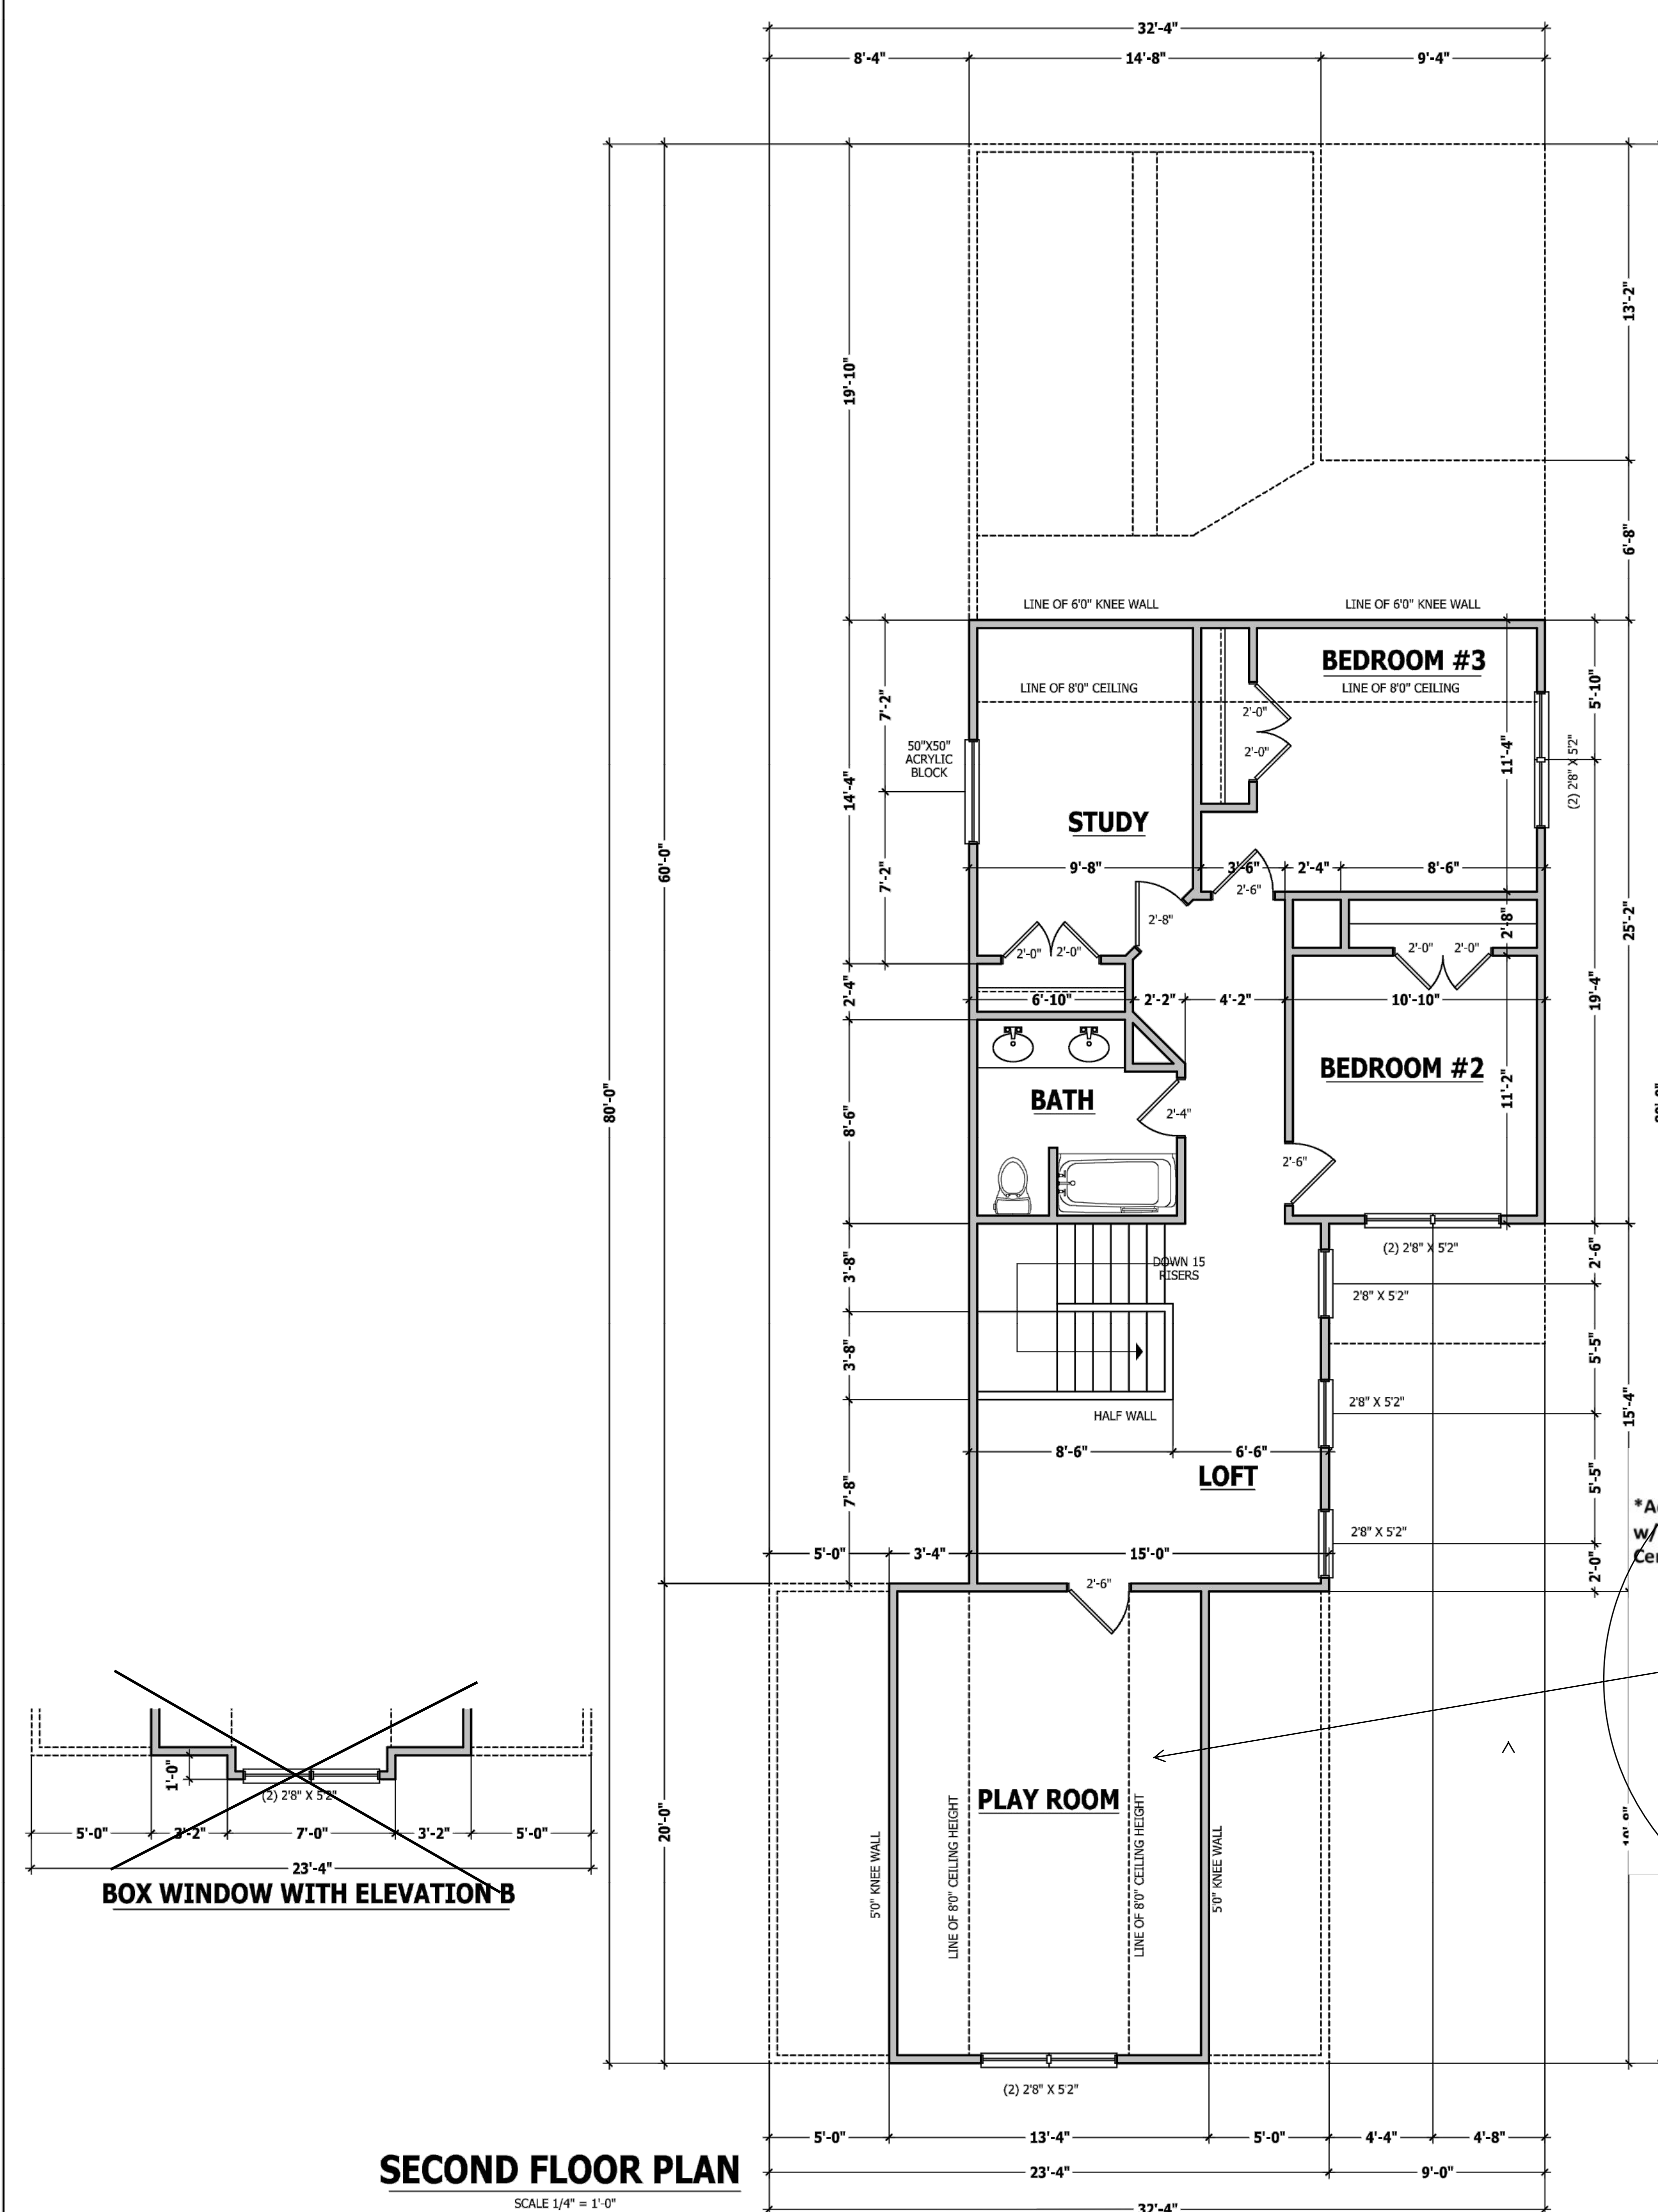 32'-4"
8'-4"
14'-8"
9'-4"
13'-2"
19'-10"
6'-8"
LINE OF 6'0" KNEE WALL
LINE OF 6'0" KNEE WALL
BEDROOM #3
LINE OF 8'0" CEILING
LINE OF 8'0" CEILING
7'-2"
5'-10"
2'-0"
2'-0"
50"X50"
ACRYLIC
BLOCK
11'-4"
(2) 2'8" X 5'2"
14'-4"
STUDY
60'-0"
7'-2"
9'-8"
3'-6"
2'-4"
8'-6"
2'-6"
2'-8"
2'-8"
25'-2"
2'-0"
2'-0"
2'-0"
2'-0"
2'-4"
6'-10"
2'-2"
4'-2"
10'-10"
19'-4"
BEDROOM #2
80'-0"
BATH
11'-2"
8'-6"
2'-4"
2'-6"
(2) 2'8" X 5'2"
2'-6"
3'-8"
DOWN 15
RISERS
2'8" X 5'2"
3'-8"
5'-5"
2'8" X 5'2"
15'-4"
HALF WALL
8'-6"
6'-6"
LOFT
7'-8"
5'-5"
2'8" X 5'2"
w/
5'-0"
3'-4"
15'-0"
2'-0"
2'-6"
1'-0"
(2) 2'8" X 5'2"
5'-0"
3'-2"
7'-0"
3'-2"
5'-0"
23'-4"
BOX WINDOW WITH ELEVATION B
20'-0"
PLAY ROOM
5'0" KNEE WALL
LINE OF 8'0" CEILING HEIGHT
LINE OF 8'0" CEILING HEIGHT
5'0" KNEE WALL
(2) 2'8" X 5'2"
5'-0"
13'-4"
5'-0"
4'-4"
4'-8"
23'-4"
9'-0"
32'-4"
SECOND FLOOR PLAN
SCALE 1/4" = 1'-0"